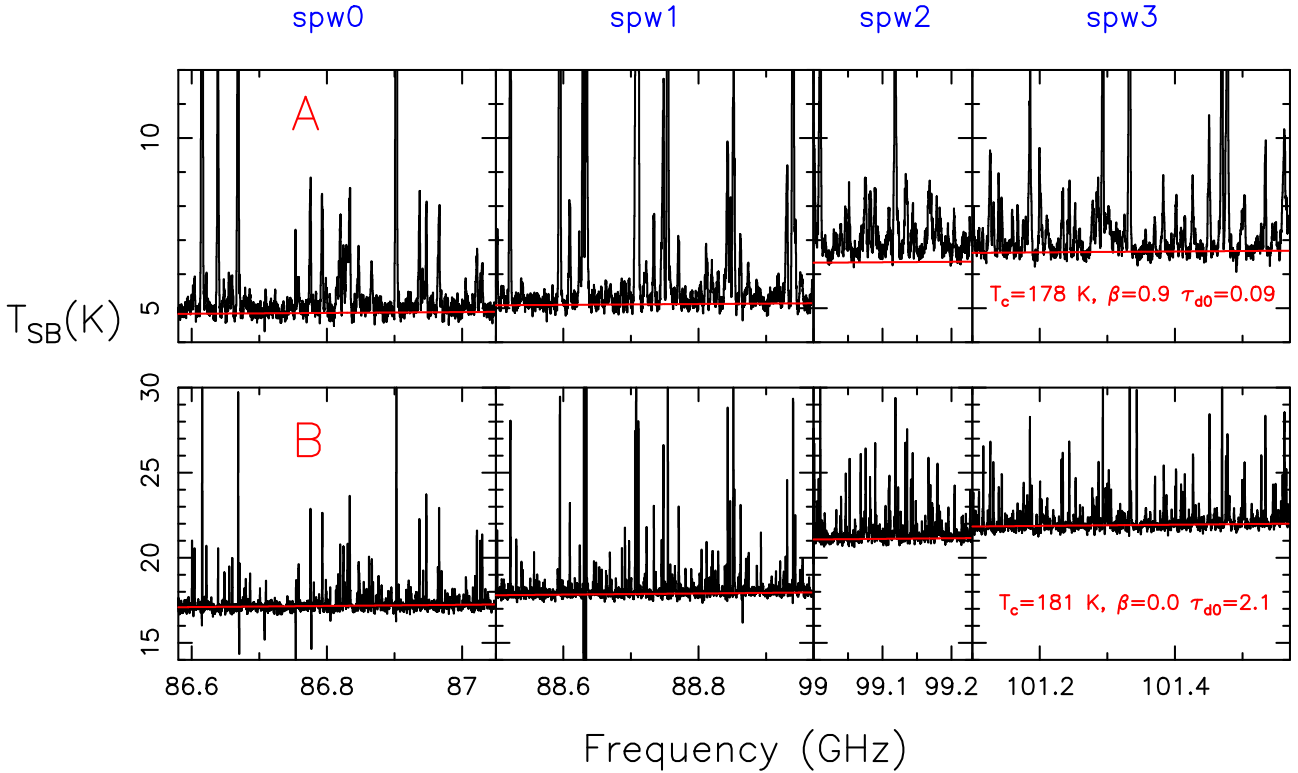 spw0 spw1 spw2 spw3
A
10
T_SB(K)
5
T_c=178 K, β=0.9 τ_d0=0.09
30
B
25
20
T_c=181 K, β=0.0 τ_d0=2.1
15
86.6 86.8 87 88.6 88.8 99 99.1 99.2 101.2 101.4
Frequency (GHz)